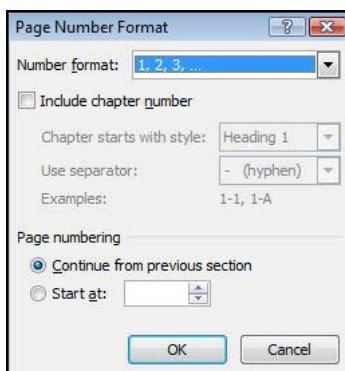 Page Number Format
Number format: 1, 2, 3, ...
Include chapter number
Chapter starts with style: Heading 1
Use separator: - (hyphen)
Examples: 1-1, 1-A
Page numbering
Continue from previous section
Start at:
OK Cancel